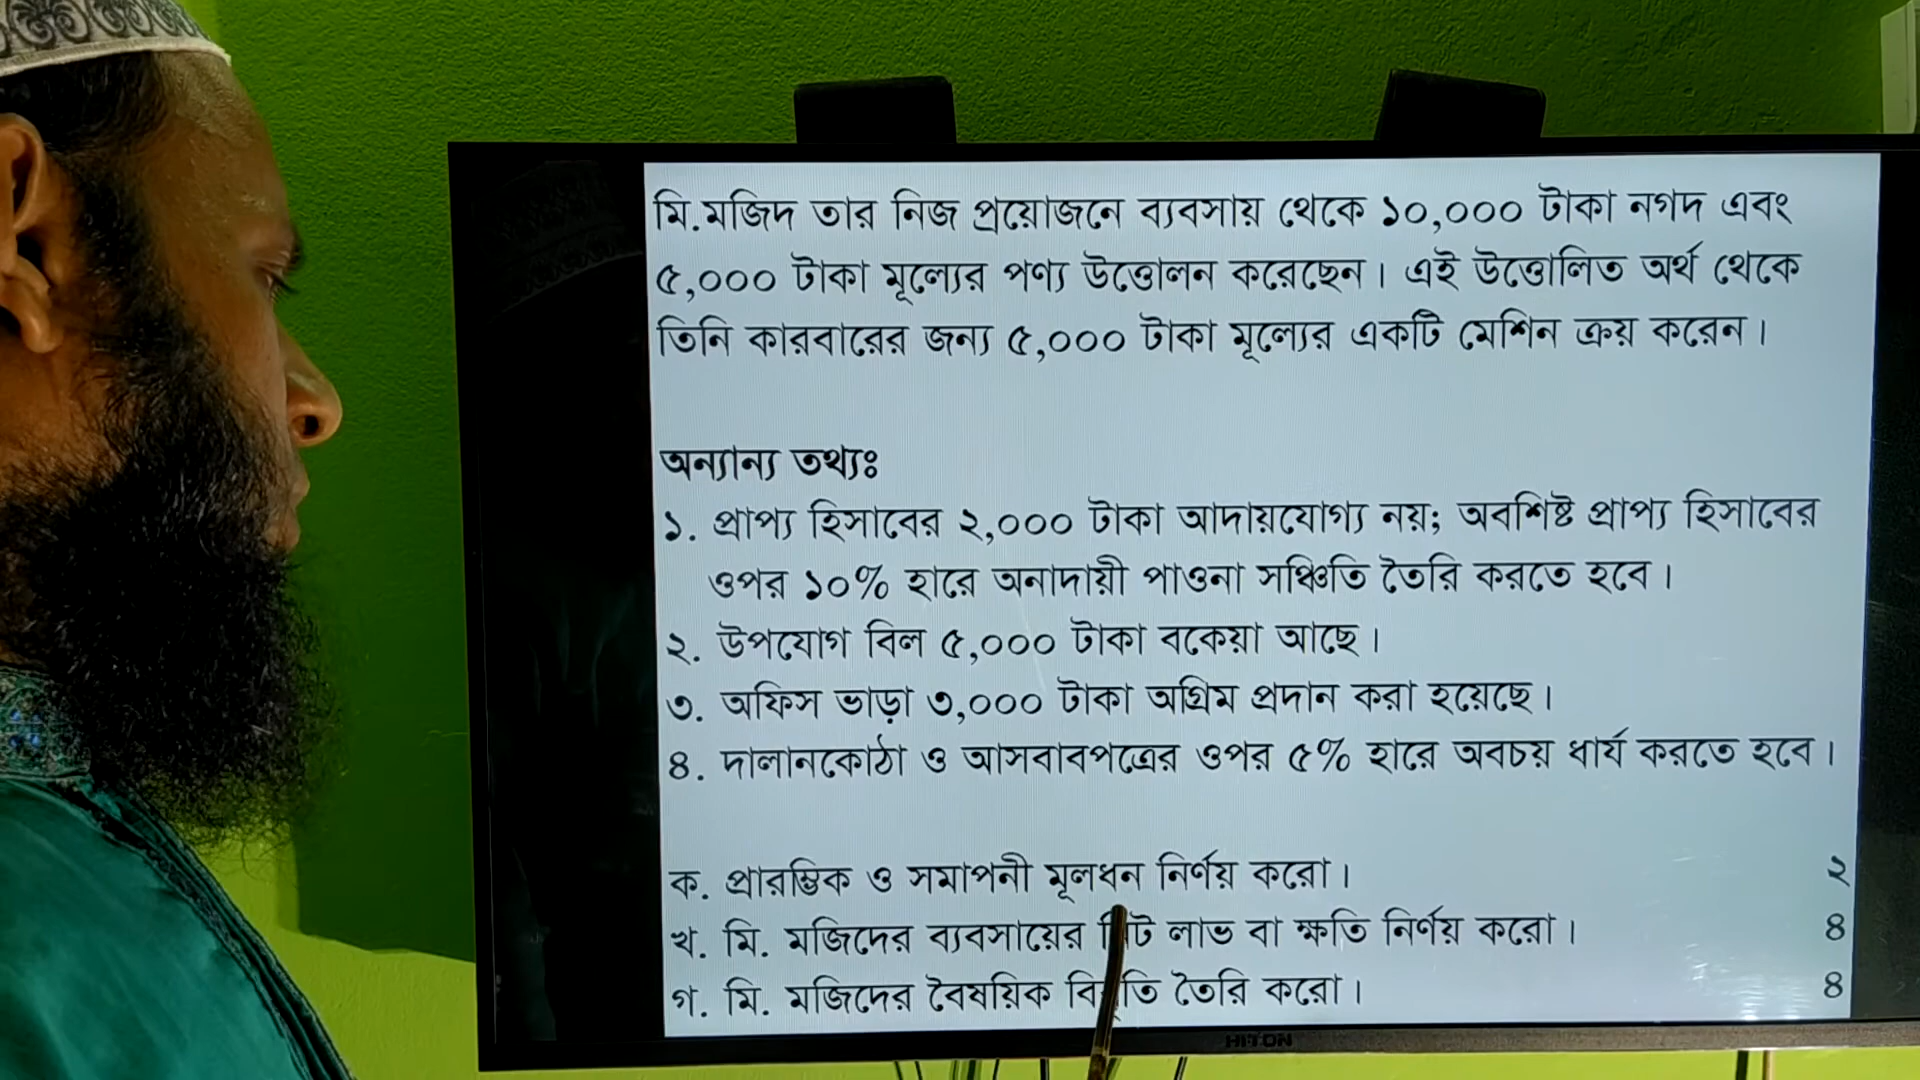 মি.মজিদ তার নিজ প্রয়োজনে ব্যবসায় থেকে ১০,০০০ টাকা নগদ এবং
৫,০০০ টাকা মূল্যের পণ্য উত্তোলন করেছেন। এই উত্তোলিত অর্থ থেকে
তিনি কারবারের জন্য ৫,০০০ টাকা মূল্যের একটি মেশিন ক্রয় করেন।
অন্যান্য তথ্যঃ
১. প্রাপ্য হিসাবের ২,০০০ টাকা আদায়যোগ্য নয়; অবশিষ্ট প্রাপ্য হিসাবের
ওপর ১০% হারে অনাদায়ী পাওনা সঞ্চিতি তৈরি করতে হবে।
২. উপযোগ বিল ৫,০০০ টাকা বকেয়া আছে।
৩. অফিস ভাড়া ৩,০০০ টাকা অগ্রিম প্রদান করা হয়েছে।
৪. দালানকোঠা ও আসবাবপত্রের ওপর ৫% হারে অবচয় ধার্য করতে হবে।
ক. প্রারম্ভিক ও সমাপনী মূলধন নির্ণয় করো। ২
খ. মি. মজিদের ব্যবসায়ের নিট লাভ বা ক্ষতি নির্ণয় করো। ৪
গ. মি. মজিদের বৈষয়িক বিবৃতি তৈরি করো। ৪
HITON